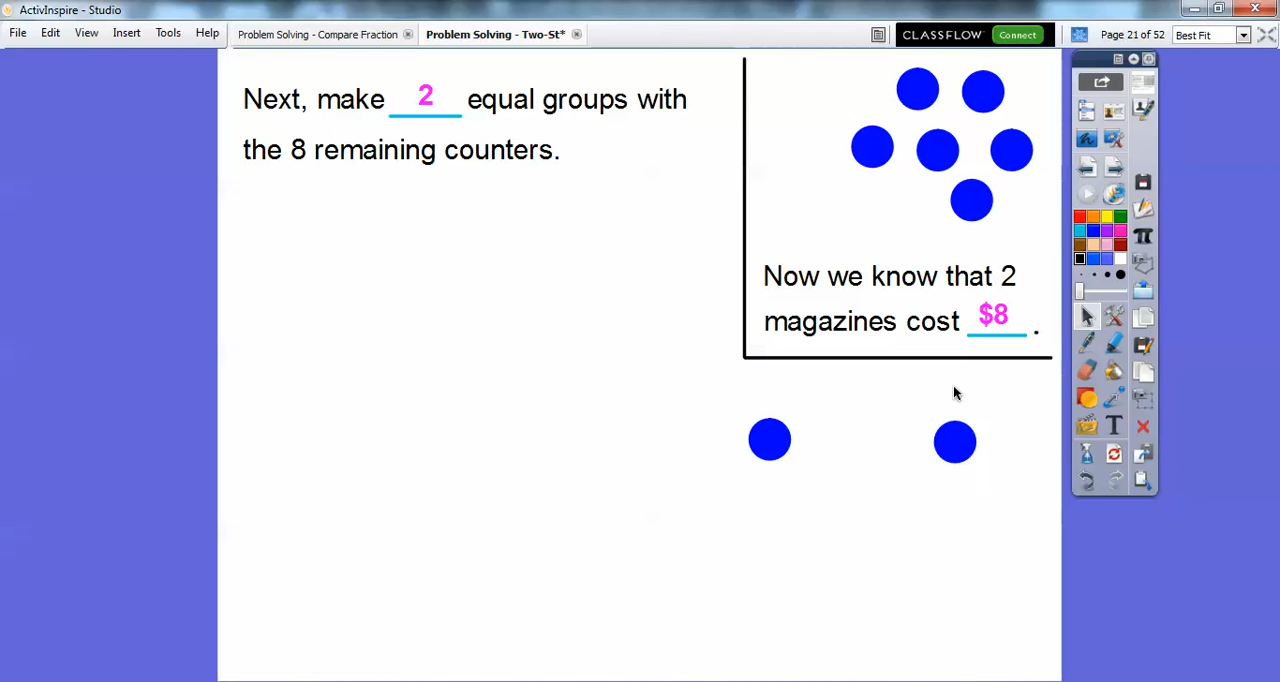 ActivInspire - Studio
File Edit View Insert Tools Help
Problem Solving - Compare Fraction
Problem Solving - Two-St*
CLASSFLOW Connect
Page 21 of 52
Best Fit
Next, make 2 equal groups with
the 8 remaining counters.
Now we know that 2
magazines cost $8 .